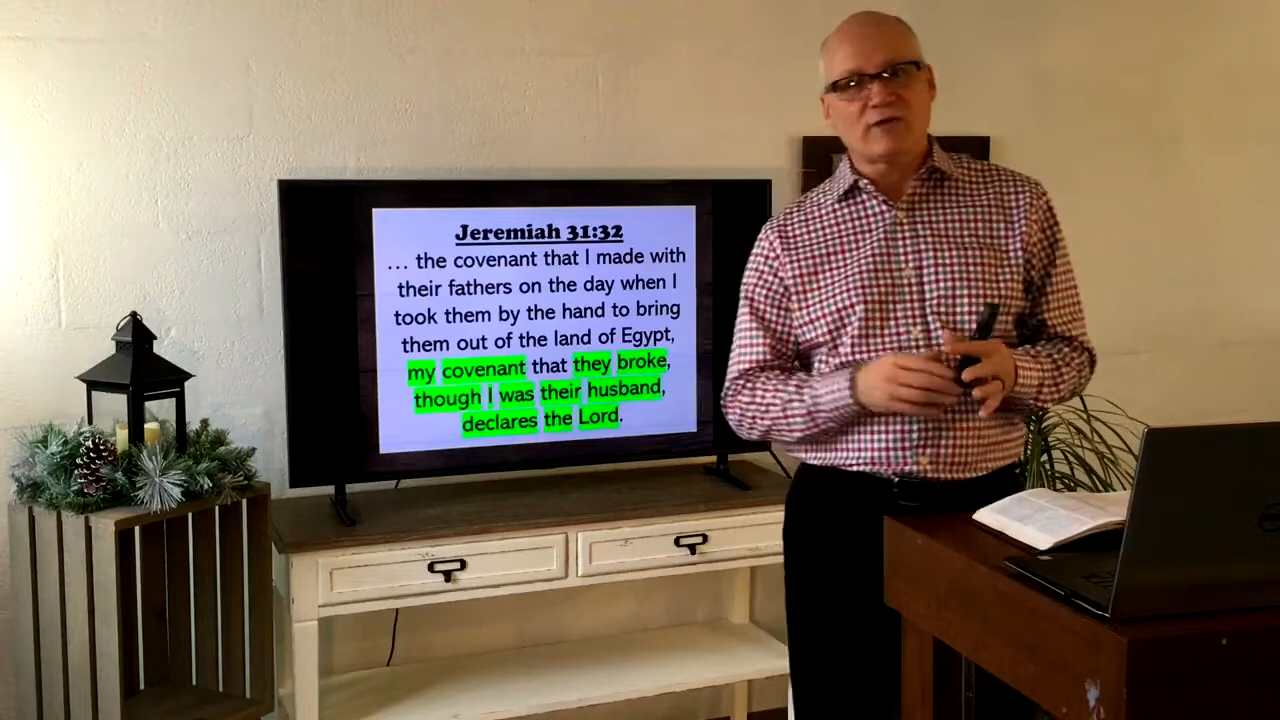 Jeremiah 31:32
... the covenant that I made with
their fathers on the day when I
took them by the hand to bring
them out of the land of Egypt,
my covenant that they broke,
though I was their husband,
declares the Lord.